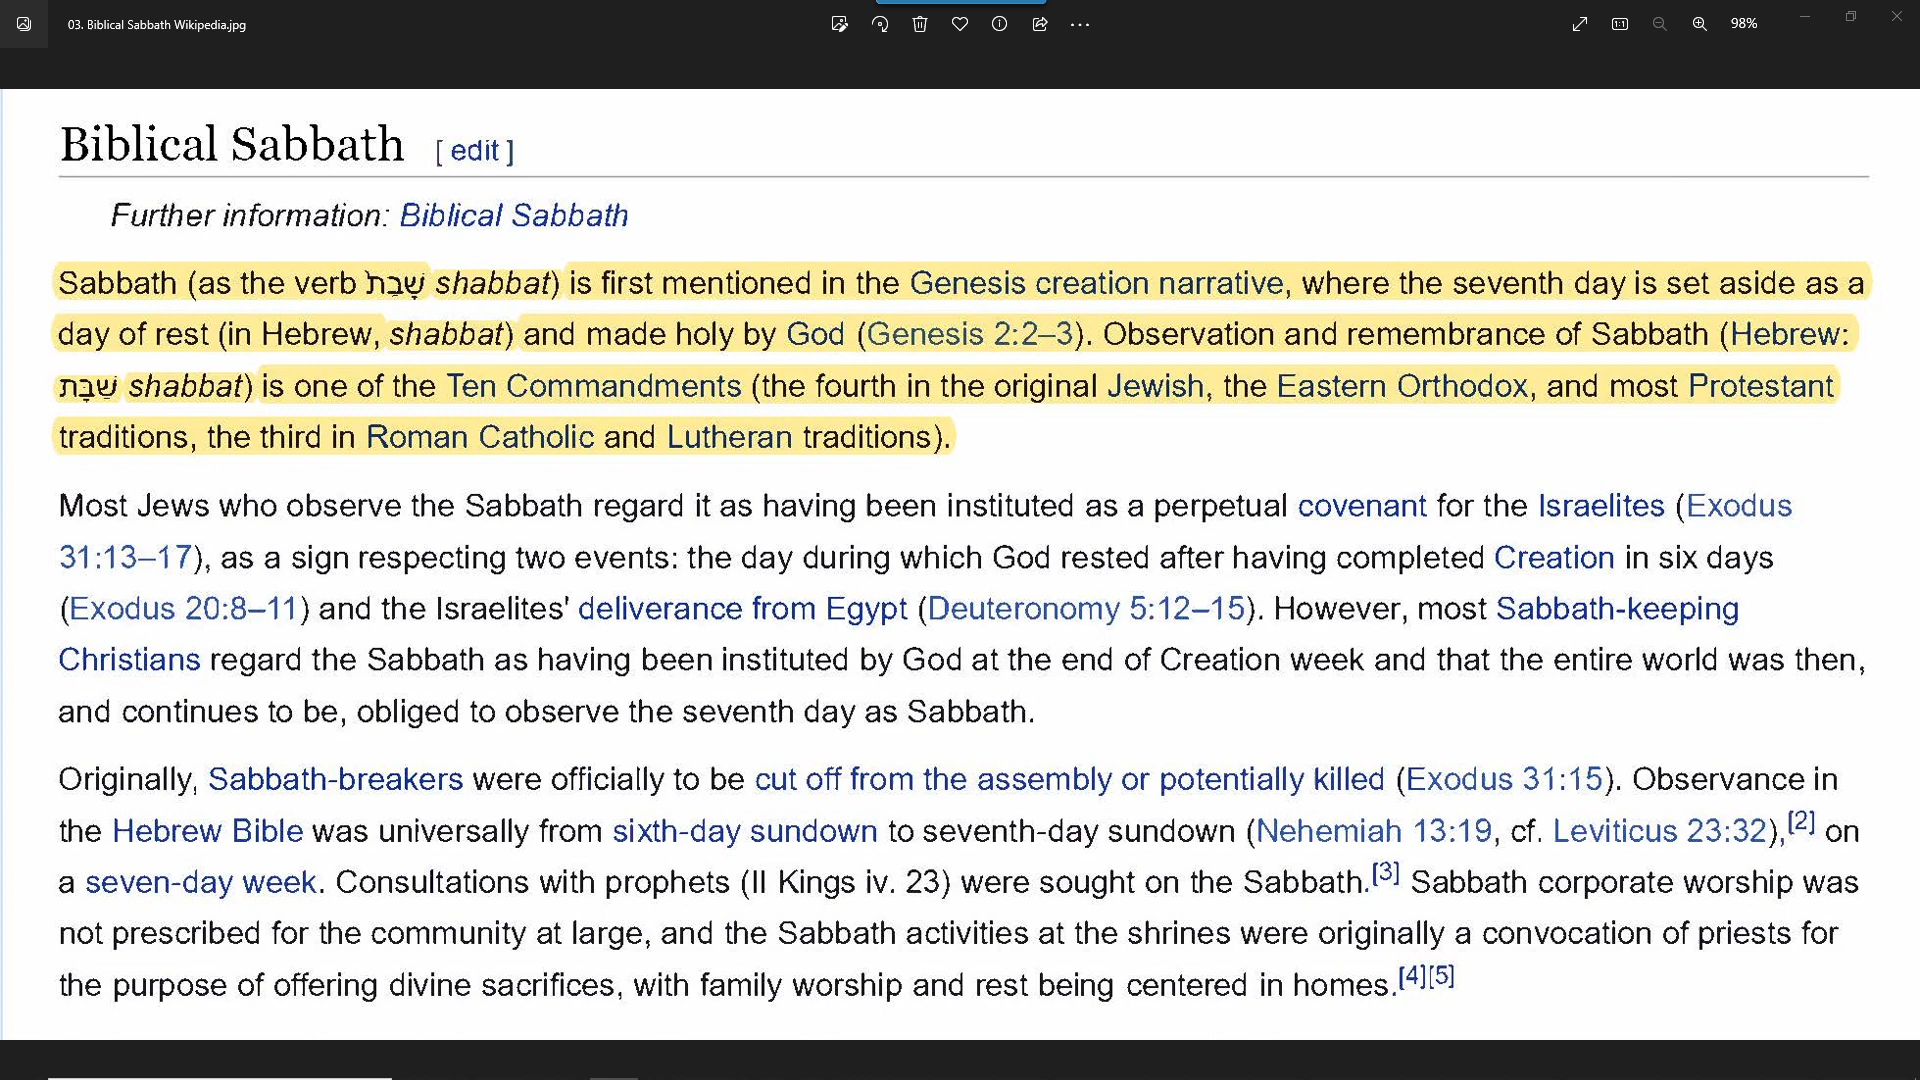 03. Biblical Sabbath Wikipedia.jpg
98%
Biblical Sabbath [ edit ]
Further information: Biblical Sabbath
Sabbath (as the verb שָׁבַת֙ shabbat) is first mentioned in the Genesis creation narrative, where the seventh day is set aside as a
day of rest (in Hebrew, shabbat) and made holy by God (Genesis 2:2–3). Observation and remembrance of Sabbath (Hebrew:
שַׁבָּת shabbat) is one of the Ten Commandments (the fourth in the original Jewish, the Eastern Orthodox, and most Protestant
traditions, the third in Roman Catholic and Lutheran traditions).
Most Jews who observe the Sabbath regard it as having been instituted as a perpetual covenant for the Israelites (Exodus
31:13–17), as a sign respecting two events: the day during which God rested after having completed Creation in six days
(Exodus 20:8–11) and the Israelites' deliverance from Egypt (Deuteronomy 5:12–15). However, most Sabbath-keeping
Christians regard the Sabbath as having been instituted by God at the end of Creation week and that the entire world was then,
and continues to be, obliged to observe the seventh day as Sabbath.
Originally, Sabbath-breakers were officially to be cut off from the assembly or potentially killed (Exodus 31:15). Observance in
the Hebrew Bible was universally from sixth-day sundown to seventh-day sundown (Nehemiah 13:19, cf. Leviticus 23:32),[2] on
a seven-day week. Consultations with prophets (II Kings iv. 23) were sought on the Sabbath.[3] Sabbath corporate worship was
not prescribed for the community at large, and the Sabbath activities at the shrines were originally a convocation of priests for
the purpose of offering divine sacrifices, with family worship and rest being centered in homes.[4][5]